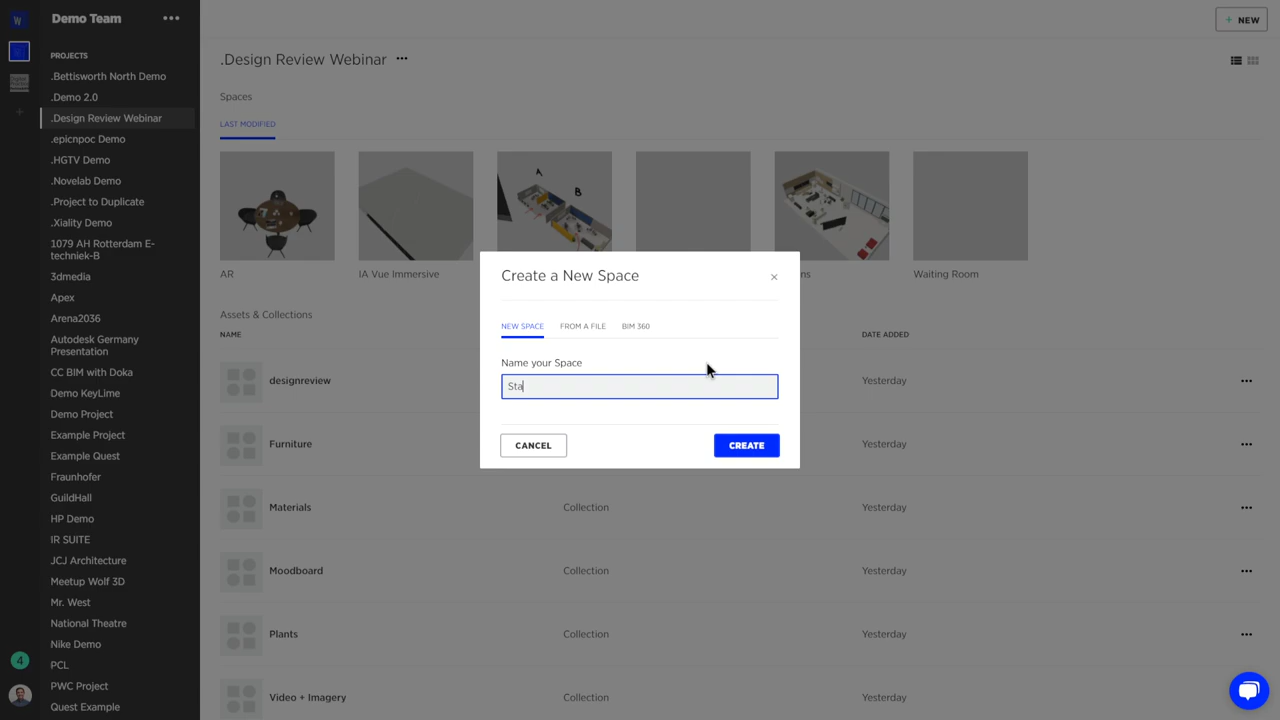 W
Demo Team
•••
+ NEW
PROJECTS
.Bettisworth North Demo
.Demo 2.0
.Design Review Webinar
.epicnpoc Demo
.HGTV Demo
.Novelab Demo
.Project to Duplicate
.Xiality Demo
1079 AH Rotterdam E-
techniek-B
3dmedia
Apex
Arena2036
Autodesk Germany
Presentation
CC BIM with Doka
Demo KeyLime
Demo Project
Example Project
Example Quest
Fraunhofer
GuildHall
HP Demo
IR SUITE
JCJ Architecture
Meetup Wolf 3D
Mr. West
National Theatre
Nike Demo
PCL
PWC Project
Quest Example
4
.Design Review Webinar •••
Spaces
LAST MODIFIED
A
B
AR
IA Vue Immersive
ns
Waiting Room
Assets & Collections
NAME
DATE ADDED
designreview
Yesterday
Furniture
Yesterday
Materials
Collection
Yesterday
Moodboard
Collection
Yesterday
Plants
Collection
Yesterday
Video + Imagery
Collection
Yesterday
Create a New Space
×
NEW SPACE
FROM A FILE
BIM 360
Name your Space
Sta
CANCEL
CREATE